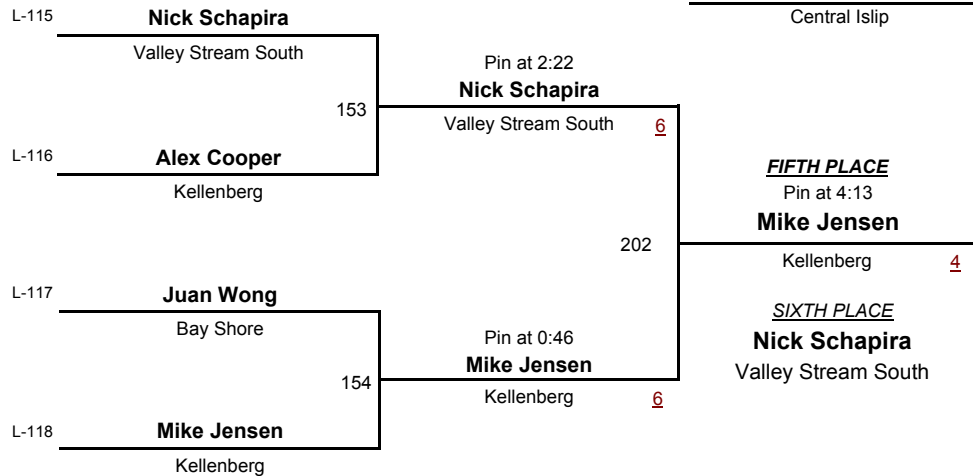 Central Islip
L-115
Nick Schapira
Valley Stream South
Pin at 2:22
Nick Schapira
153
Valley Stream South
6
L-116
Alex Cooper
Kellenberg
FIFTH PLACE
Pin at 4:13
Mike Jensen
202
Kellenberg
4
L-117
Juan Wong
Bay Shore
SIXTH PLACE
Nick Schapira
Valley Stream South
Pin at 0:46
Mike Jensen
154
Kellenberg
6
L-118
Mike Jensen
Kellenberg